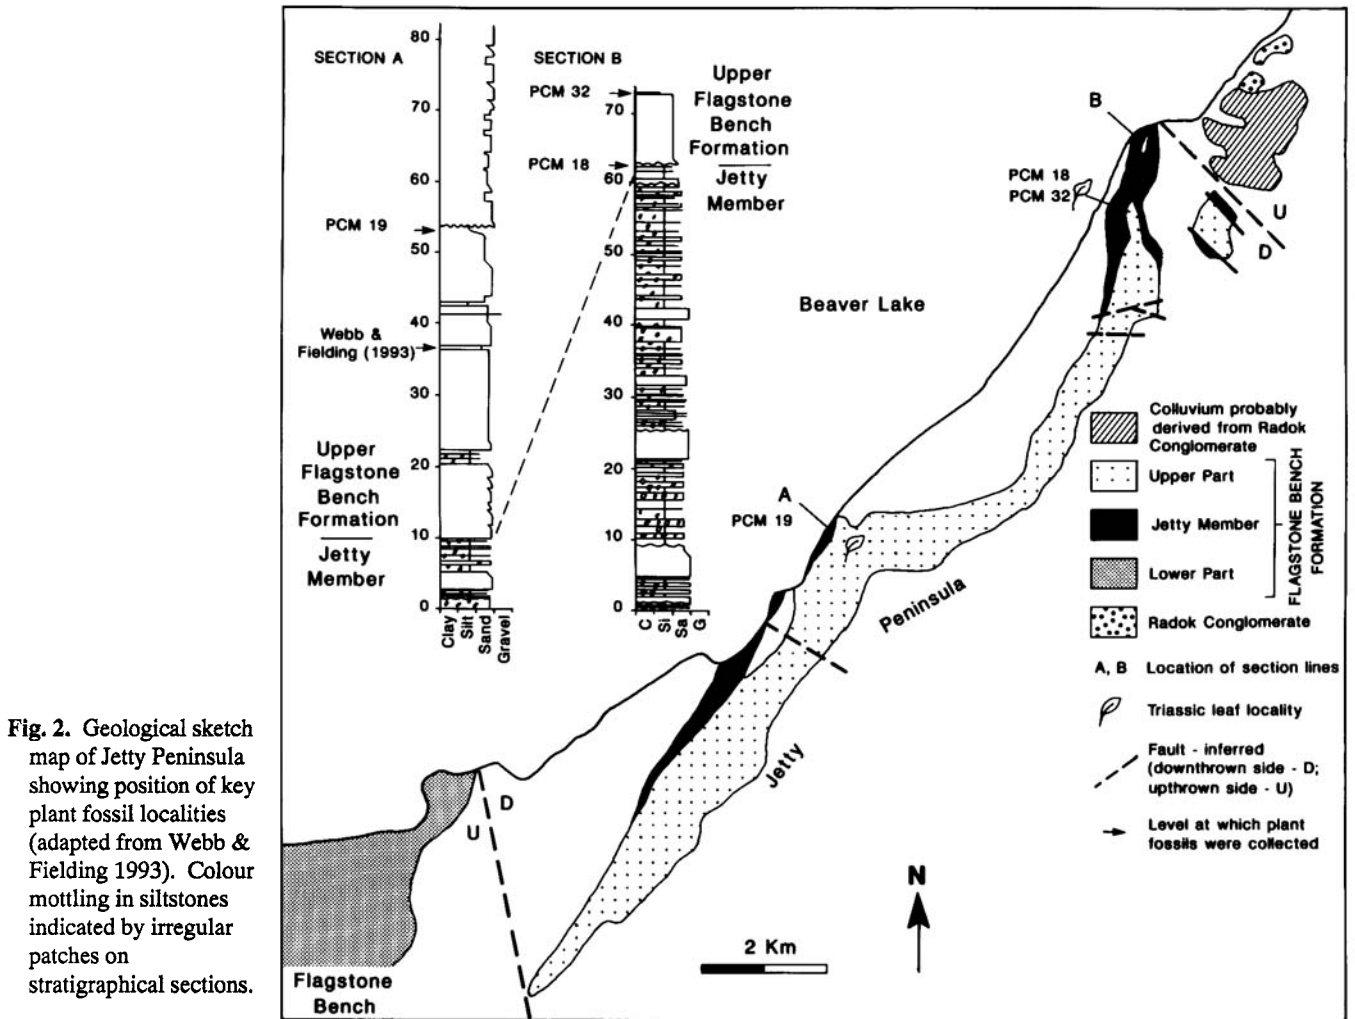 SECTION A
80
70
60
PCM 19
50
40
Webb &
Fielding (1993)
30
Upper
Flagstone
Bench
Formation
20
10
Jetty
Member
0
Clay
Silt
Sand
Gravel
SECTION B
PCM 32
70
Upper
Flagstone
Bench
Formation
PCM 18
60
Jetty
Member
50
40
30
20
10
0
C
Si
Sa
G
B
PCM 18
PCM 32
U
D
Beaver Lake
A
PCM 19
Peninsula
Jetty
D
U
Flagstone
Bench
2 Km
N
Colluvium probably
derived from Radok
Conglomerate
Upper Part
Jetty Member
Lower Part
FLAGSTONE BENCH
FORMATION
Radok Conglomerate
A, B Location of section lines
Triassic leaf locality
Fault - inferred
(downthrown side - D;
upthrown side - U)
Level at which plant
fossils were collected
Fig. 2. Geological sketch
map of Jetty Peninsula
showing position of key
plant fossil localities
(adapted from Webb &
Fielding 1993). Colour
mottling in siltstones
indicated by irregular
patches on
stratigraphical sections.